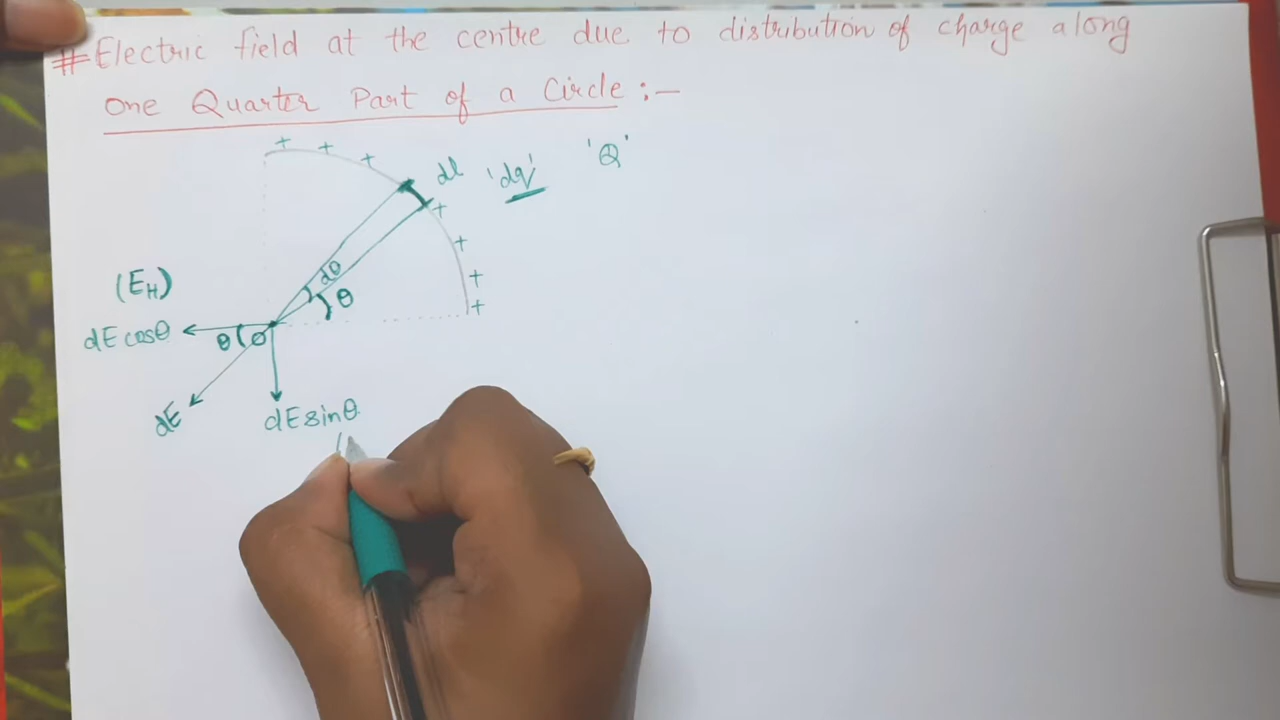 # Electric field at the centre due to distribution of charge along
one Quarter Part of a Circle :-
+ + +
dl 'dq' 'Q'
+
+
+
+
dθ
θ
(EH)
dE cosθ
θ θ
dE
dE sinθ
(